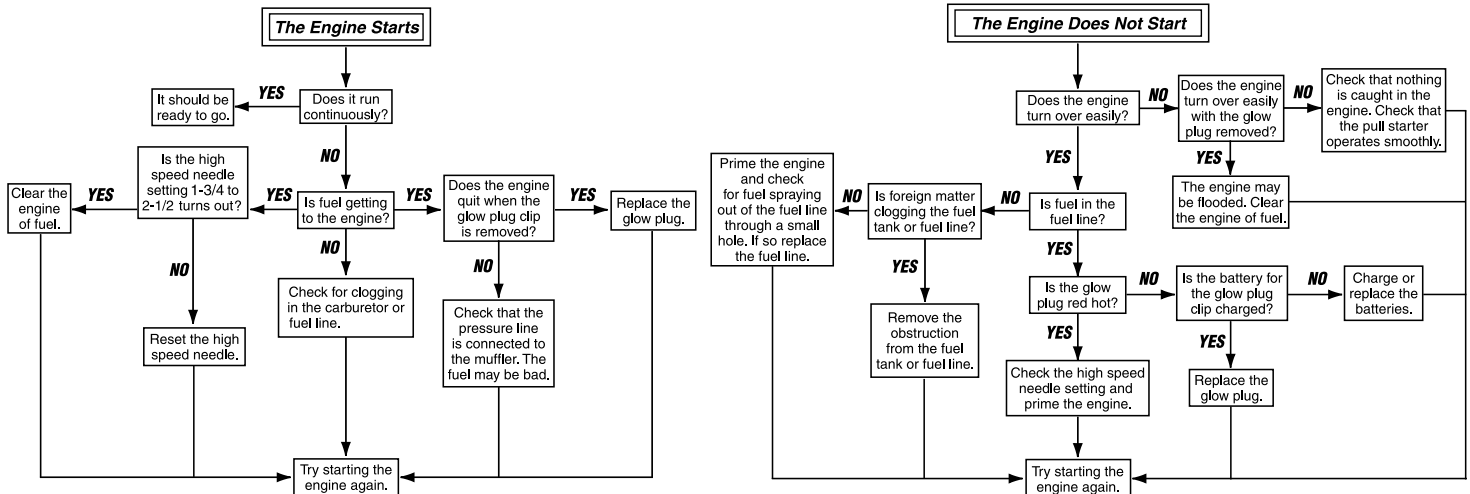 The Engine Starts
Does it run
continuously?
YES
It should be
ready to go.
NO
Is fuel getting
to the engine?
YES
Is the high
speed needle
setting 1-3/4 to
2-1/2 turns out?
YES
Clear the
engine
of fuel.
NO
Reset the high
speed needle.
NO
Check for clogging
in the carburetor or
fuel line.
YES
Does the engine
quit when the
glow plug clip
is removed?
YES
Replace the
glow plug.
NO
Check that the
pressure line
is connected to
the muffler. The
fuel may be bad.
Try starting the
engine again.
The Engine Does Not Start
Does the engine
turn over easily?
NO
Does the engine
turn over easily
with the glow
plug removed?
NO
Check that nothing
is caught in the
engine. Check that
the pull starter
operates smoothly.
YES
The engine may
be flooded. Clear
the engine of fuel.
YES
Is fuel in the
fuel line?
NO
Is foreign matter
clogging the fuel
tank or fuel line?
NO
Prime the engine
and check
for fuel spraying
out of the fuel line
through a small
hole. If so replace
the fuel line.
YES
Remove the
obstruction
from the fuel
tank or fuel line.
YES
Is the glow
plug red hot?
NO
Is the battery for
the glow plug
clip charged?
NO
Charge or
replace the
batteries.
YES
Replace the
glow plug.
YES
Check the high speed
needle setting and
prime the engine.
Try starting the
engine again.